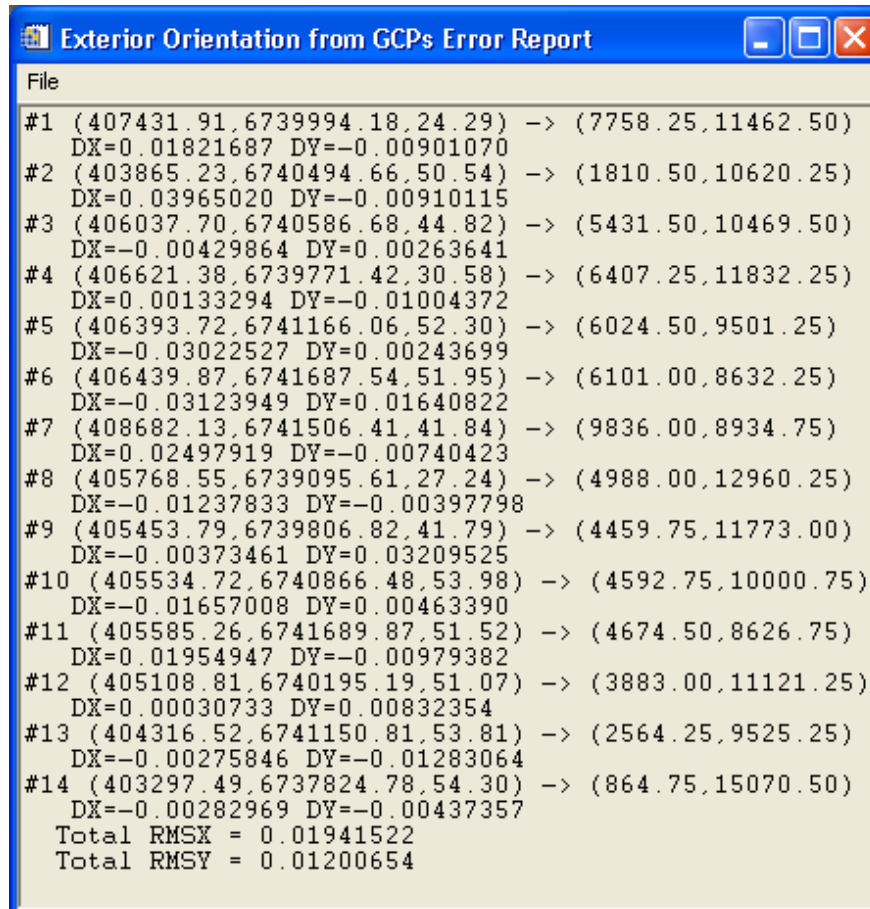 Exterior Orientation from GCPs Error Report
File
#1 (407431.91,6739994.18,24.29) −> (7758.25,11462.50)
DX=0.01821687 DY=−0.00901070
#2 (403865.23,6740494.66,50.54) −> (1810.50,10620.25)
DX=0.03965020 DY=−0.00910115
#3 (406037.70,6740586.68,44.82) −> (5431.50,10469.50)
DX=−0.00429864 DY=0.00263641
#4 (406621.38,6739771.42,30.58) −> (6407.25,11832.25)
DX=0.00133294 DY=−0.01004372
#5 (406393.72,6741166.06,52.30) −> (6024.50,9501.25)
DX=−0.03022527 DY=0.00243699
#6 (406439.87,6741687.54,51.95) −> (6101.00,8632.25)
DX=−0.03123949 DY=0.01640822
#7 (408682.13,6741506.41,41.84) −> (9836.00,8934.75)
DX=0.02497919 DY=−0.00740423
#8 (405768.55,6739095.61,27.24) −> (4988.00,12960.25)
DX=−0.01237833 DY=−0.00397798
#9 (405453.79,6739806.82,41.79) −> (4459.75,11773.00)
DX=−0.00373461 DY=0.03209525
#10 (405534.72,6740866.48,53.98) −> (4592.75,10000.75)
DX=−0.01657008 DY=0.00463390
#11 (405585.26,6741689.87,51.52) −> (4674.50,8626.75)
DX=0.01954947 DY=−0.00979382
#12 (405108.81,6740195.19,51.07) −> (3883.00,11121.25)
DX=0.00030733 DY=0.00832354
#13 (404316.52,6741150.81,53.81) −> (2564.25,9525.25)
DX=−0.00275846 DY=−0.01283064
#14 (403297.49,6737824.78,54.30) −> (864.75,15070.50)
DX=−0.00282969 DY=−0.00437357
Total RMSX = 0.01941522
Total RMSY = 0.01200654